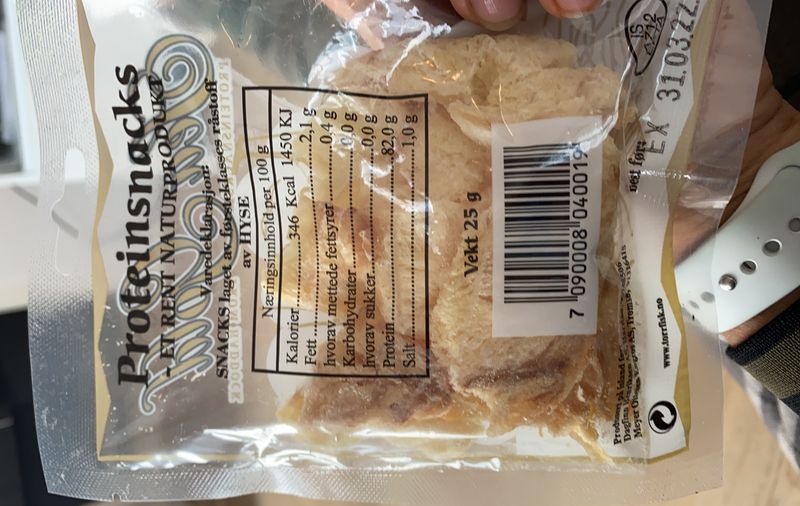 Proteinsnacks
- ET RENT NATURPRODUKT
Varedeklarasjon:
SNACKS laget av førsteklasses råstoff
av HYSE
Næringsinnhold per 100 g
Kalorier..........346 Kcal 1450 KJ
Fett..............................2,1 g
hvorav mettede fettsyrer..........0,4 g
Karbohydrater....................0,0 g
hvorav sukker....................0,0 g
Protein..........................82,0 g
Salt..............................1,0 g
Vekt 25 g
7 090008 040019
IS
A712
EX 31.03.22
www.torrfisk.no